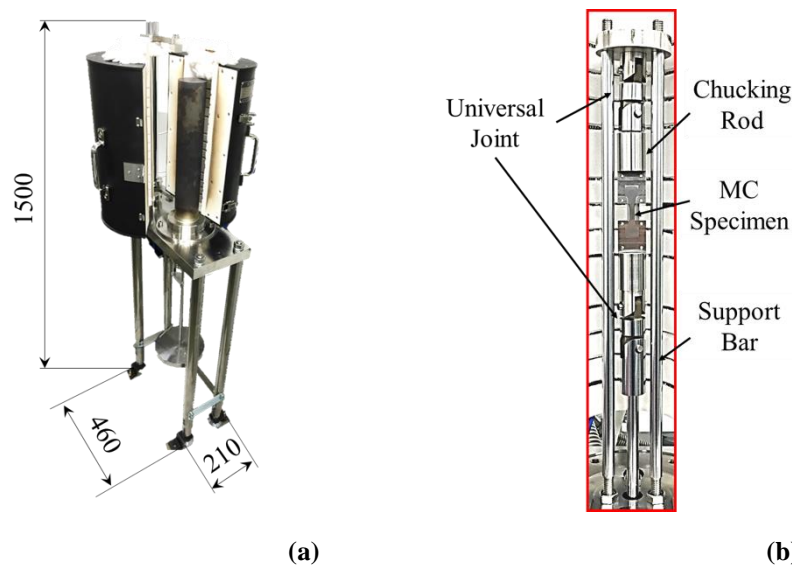 1500
460
210
(a)
Universal
Joint
Chucking
Rod
MC
Specimen
Support
Bar
(b)